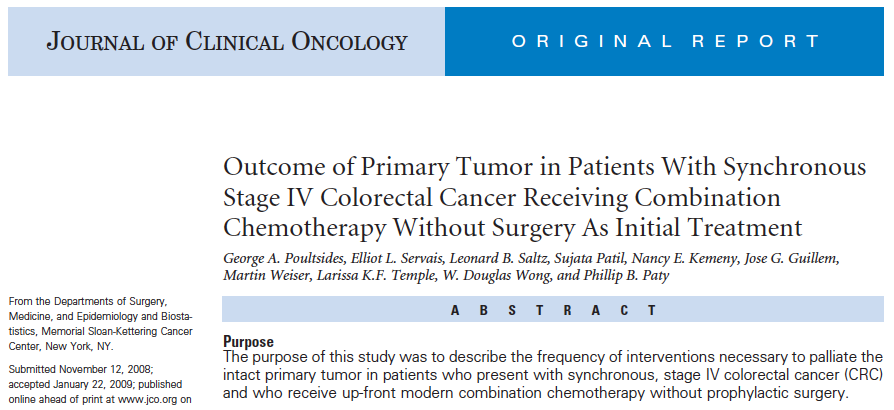 JOURNAL OF CLINICAL ONCOLOGY
ORIGINAL REPORT
Outcome of Primary Tumor in Patients With Synchronous
Stage IV Colorectal Cancer Receiving Combination
Chemotherapy Without Surgery As Initial Treatment
George A. Poultsides, Elliot L. Servais, Leonard B. Saltz, Sujata Patil, Nancy E. Kemeny, Jose G. Guillem,
Martin Weiser, Larissa K.F. Temple, W. Douglas Wong, and Phillip B. Paty
From the Departments of Surgery,
Medicine, and Epidemiology and Biosta-
tistics, Memorial Sloan-Kettering Cancer
Center, New York, NY.
Submitted November 12, 2008;
accepted January 22, 2009; published
online ahead of print at www.jco.org on
ABSTRACT
Purpose
The purpose of this study was to describe the frequency of interventions necessary to palliate the
intact primary tumor in patients who present with synchronous, stage IV colorectal cancer (CRC)
and who receive up-front modern combination chemotherapy without prophylactic surgery.